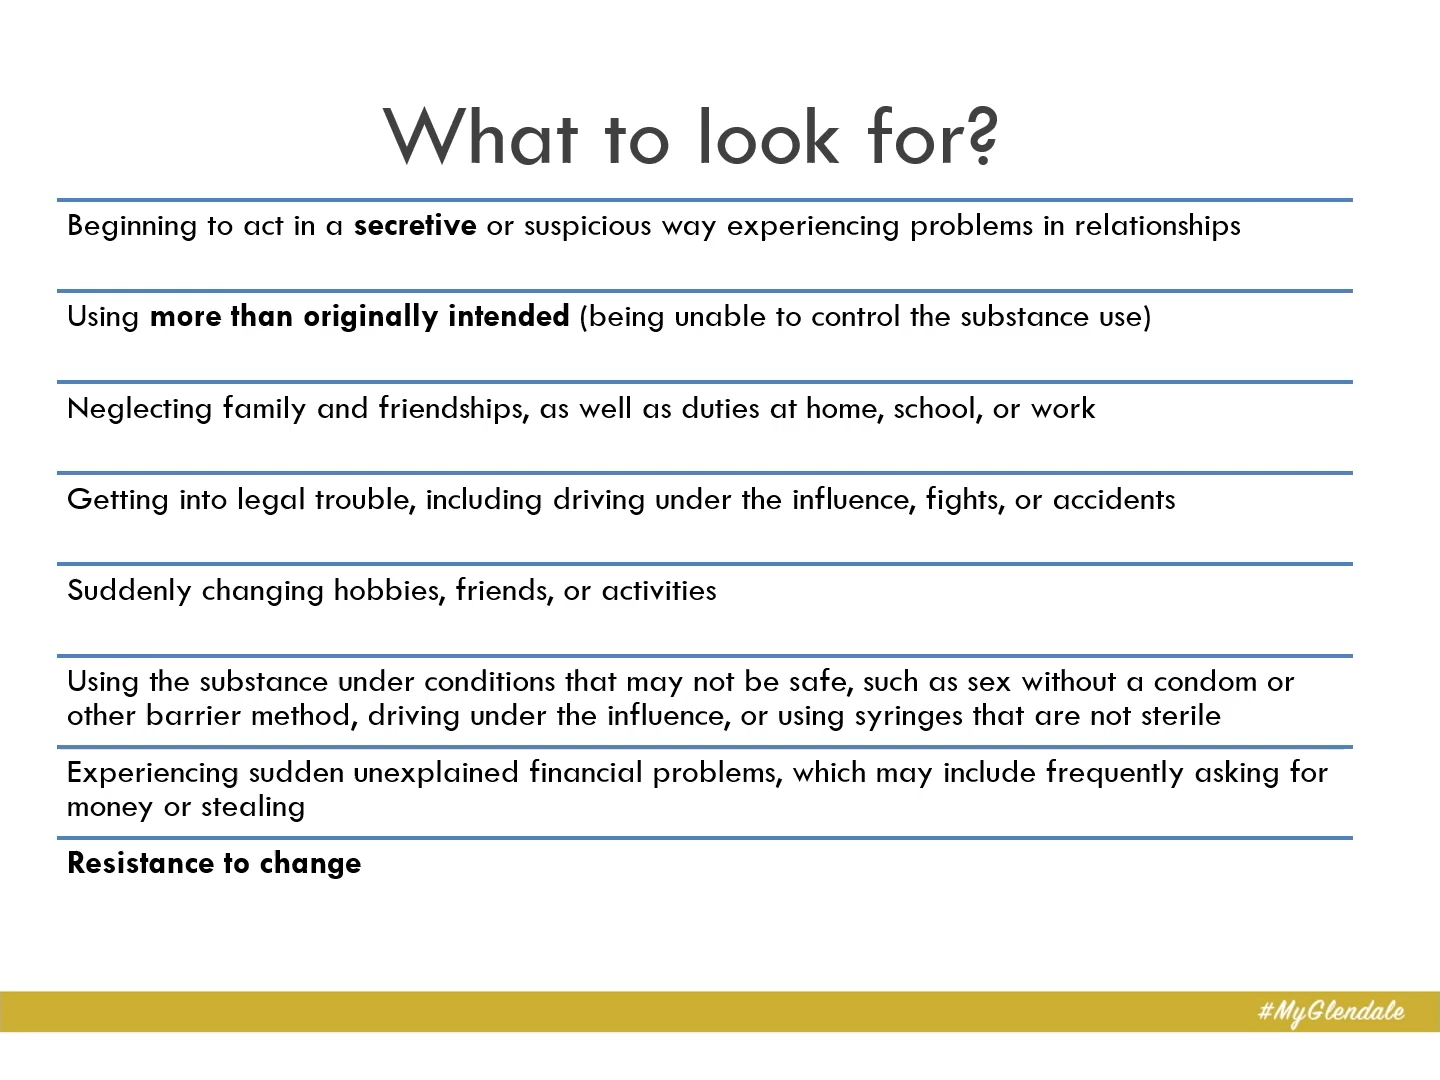 What to look for?
Beginning to act in a secretive or suspicious way experiencing problems in relationships
Using more than originally intended (being unable to control the substance use)
Neglecting family and friendships, as well as duties at home, school, or work
Getting into legal trouble, including driving under the influence, fights, or accidents
Suddenly changing hobbies, friends, or activities
Using the substance under conditions that may not be safe, such as sex without a condom or
other barrier method, driving under the influence, or using syringes that are not sterile
Experiencing sudden unexplained financial problems, which may include frequently asking for
money or stealing
Resistance to change
#MyGlendale